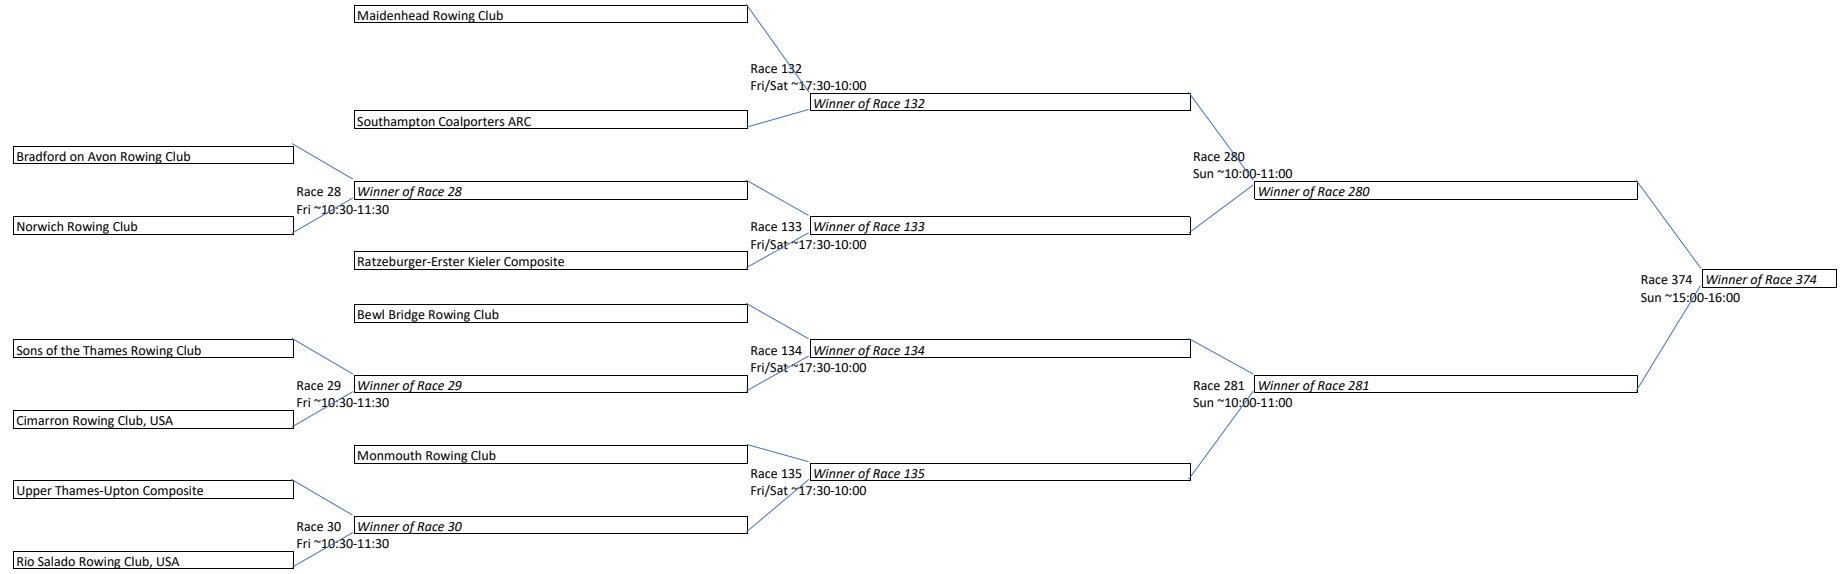 Maidenhead Rowing Club
Race 132
Fri/Sat ~17:30-10:00
Winner of Race 132
Southampton Coalporters ARC
Bradford on Avon Rowing Club
Race 280
Sun ~10:00-11:00
Race 28
Winner of Race 28
Winner of Race 280
Fri ~10:30-11:30
Norwich Rowing Club
Race 133
Winner of Race 133
Fri/Sat ~17:30-10:00
Ratzeburger-Erster Kieler Composite
Race 374
Winner of Race 374
Sun ~15:00-16:00
Bewl Bridge Rowing Club
Sons of the Thames Rowing Club
Race 134
Winner of Race 134
Fri/Sat ~17:30-10:00
Race 29
Winner of Race 29
Race 281
Winner of Race 281
Fri ~10:30-11:30
Sun ~10:00-11:00
Cimarron Rowing Club, USA
Monmouth Rowing Club
Race 135
Winner of Race 135
Upper Thames-Upton Composite
Fri/Sat ~17:30-10:00
Race 30
Winner of Race 30
Fri ~10:30-11:30
Rio Salado Rowing Club, USA